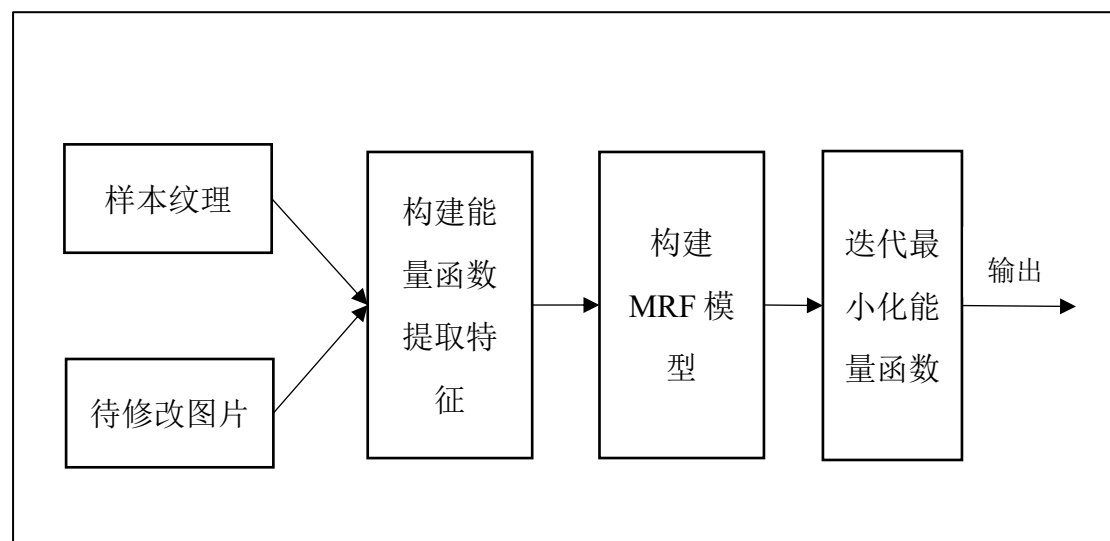 样本纹理
待修改图片
构建能
量函数
提取特
征
构建
MRF 模
型
迭代最
小化能
量函数
输出